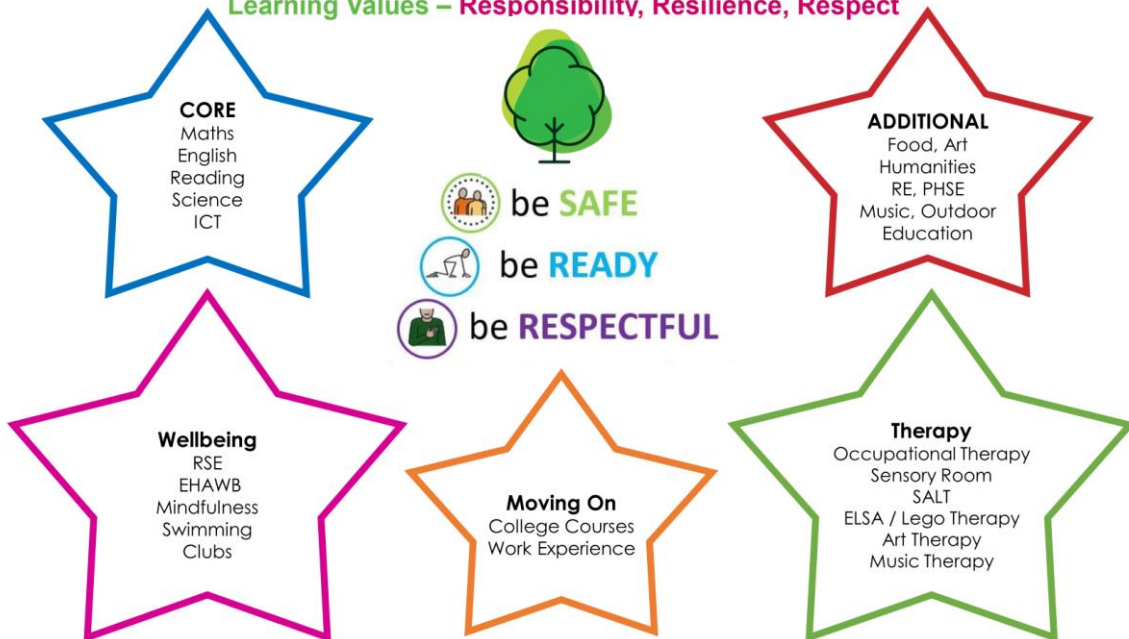 Learning Values – Responsibility, Resilience, Respect
CORE
Maths
English
Reading
Science
ICT
be SAFE
be READY
be RESPECTFUL
ADDITIONAL
Food, Art
Humanities
RE, PHSE
Music, Outdoor
Education
Wellbeing
RSE
EHAWB
Mindfulness
Swimming
Clubs
Moving On
College Courses
Work Experience
Therapy
Occupational Therapy
Sensory Room
SALT
ELSA / Lego Therapy
Art Therapy
Music Therapy